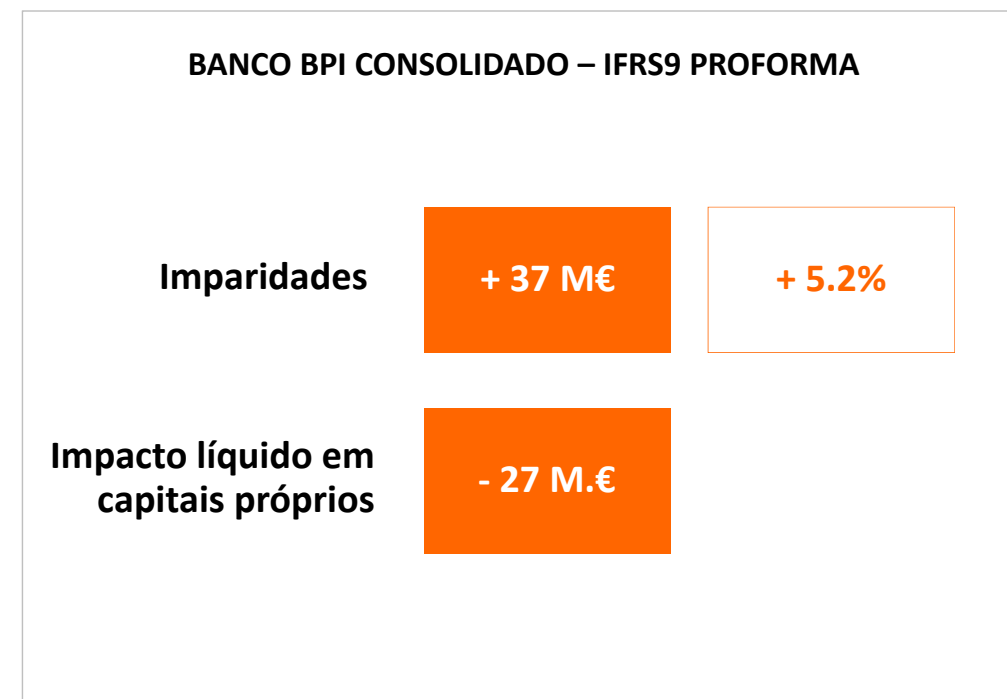 BANCO BPI CONSOLIDADO – IFRS9 PROFORMA
Imparidades
+ 37 M€
+ 5.2%
Impacto líquido em
capitais próprios
- 27 M.€